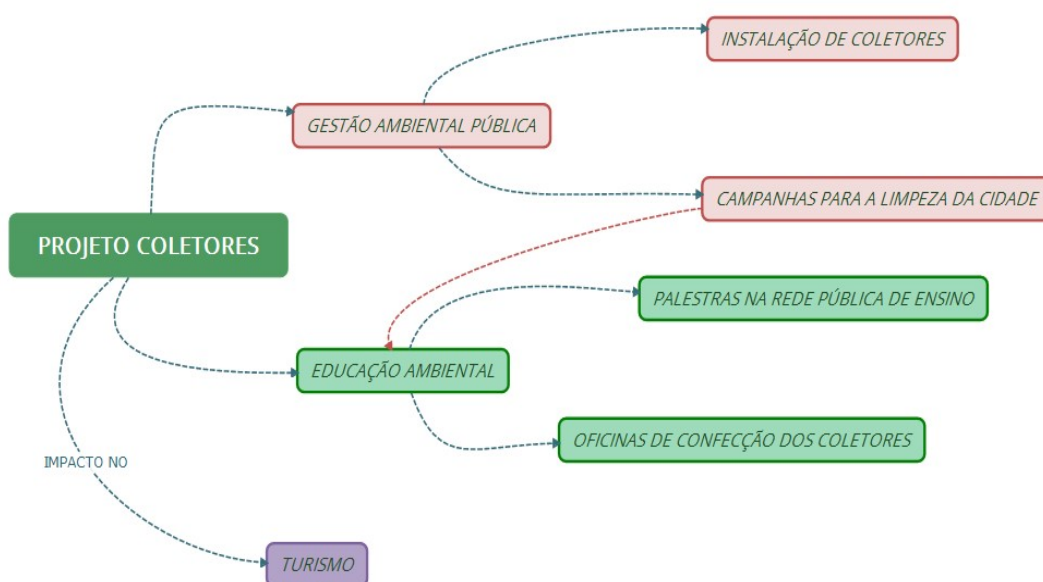 INSTALAÇÃO DE COLETORES
GESTÃO AMBIENTAL PÚBLICA
CAMPANHAS PARA A LIMPEZA DA CIDADE
PROJETO COLETORES
PALESTRAS NA REDE PÚBLICA DE ENSINO
EDUCAÇÃO AMBIENTAL
OFICINAS DE CONFECÇÃO DOS COLETORES
IMPACTO NO
TURISMO